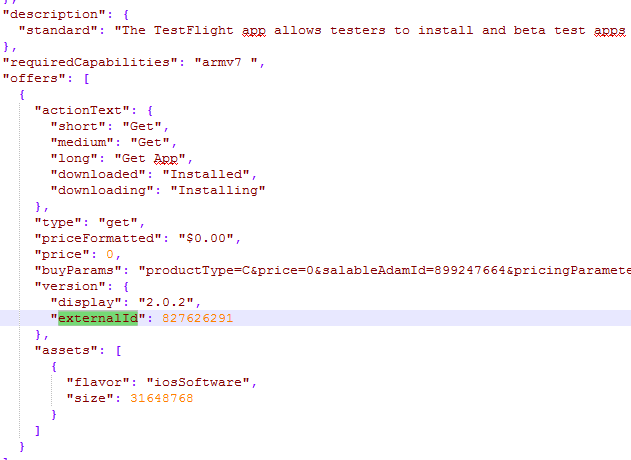 },
"description": {
"standard": "The TestFlight app allows testers to install and beta test apps
},
"requiredCapabilities": "armv7 ",
"offers": [
{
"actionText": {
"short": "Get",
"medium": "Get",
"long": "Get App",
"downloaded": "Installed",
"downloading": "Installing"
},
"type": "get",
"priceFormatted": "$0.00",
"price": 0,
"buyParams": "productType=C&price=0&salableAdamId=899247664&pricingParamete
"version": {
"display": "2.0.2",
"externalId": 827626291
},
"assets": [
{
"flavor": "iosSoftware",
"size": 31648768
}
]
}